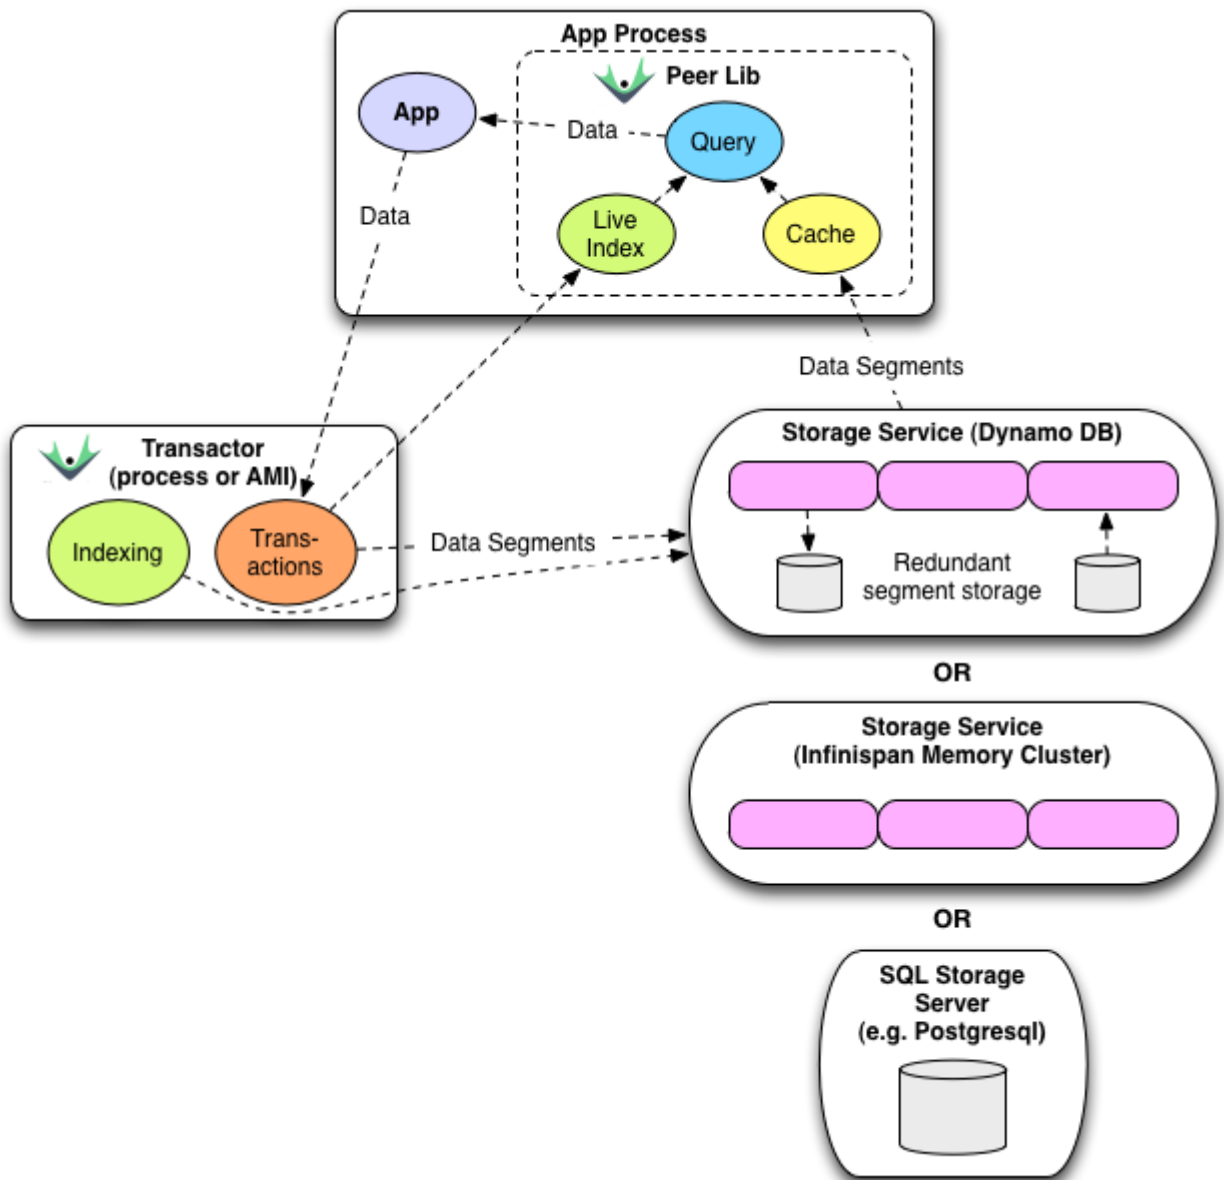 App Process
Peer Lib
App
Data
Query
Data
Live
Index
Cache
Data Segments
Transactor
(process or AMI)
Indexing
Trans-
actions
Data Segments
Storage Service (Dynamo DB)
Redundant
segment storage
OR
Storage Service
(Infinispan Memory Cluster)
OR
SQL Storage
Server
(e.g. Postgresql)